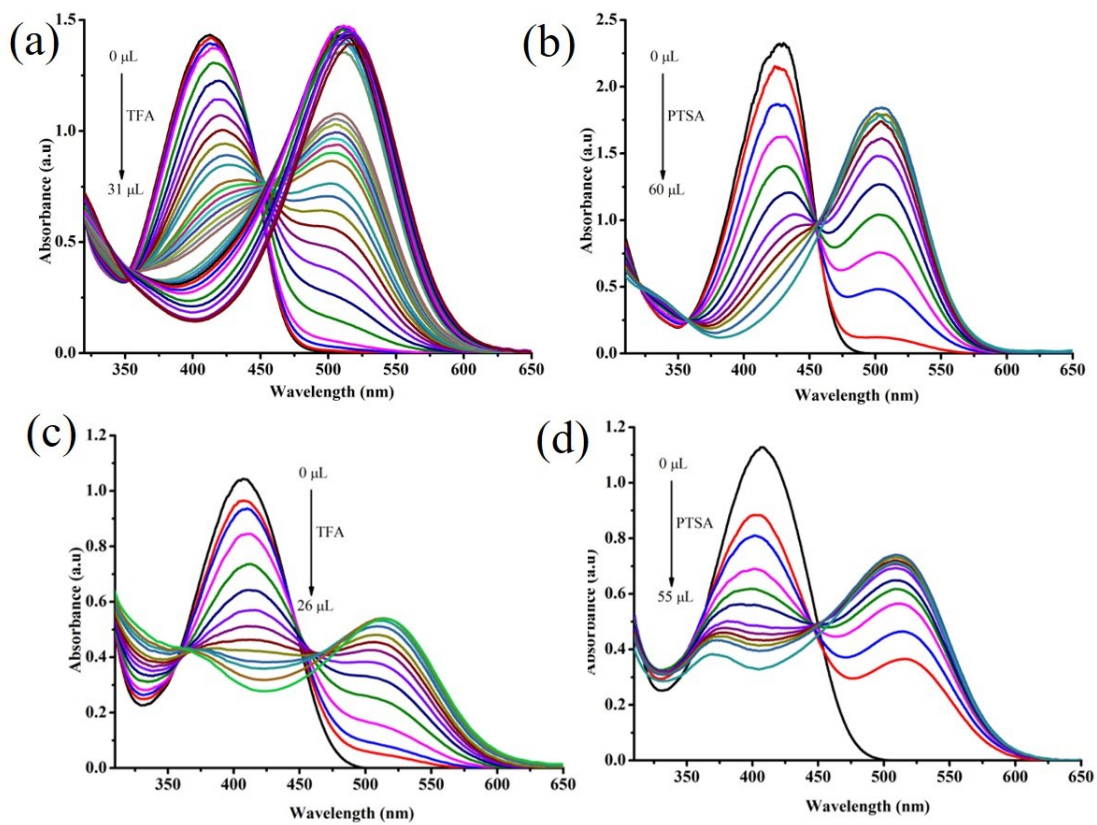 (a)
1.5
1.0
0.5
0.0
Absorbance (a.u)
0 µL
TFA
31 µL
350 400 450 500 550 600 650
Wavelength (nm)
(b)
2.5
2.0
1.5
1.0
0.5
0.0
Absorbance (a.u)
0 µL
PTSA
60 µL
350 400 450 500 550 600 650
Wavelength (nm)
(c)
1.2
1.0
0.8
0.6
0.4
0.2
0.0
Absorbance (a.u)
0 µL
TFA
26 µL
350 400 450 500 550 600 650
Wavelength (nm)
(d)
1.2
1.0
0.8
0.6
0.4
0.2
0.0
Absorbance (a.u)
0 µL
PTSA
55 µL
350 400 450 500 550 600 650
Wavelength (nm)